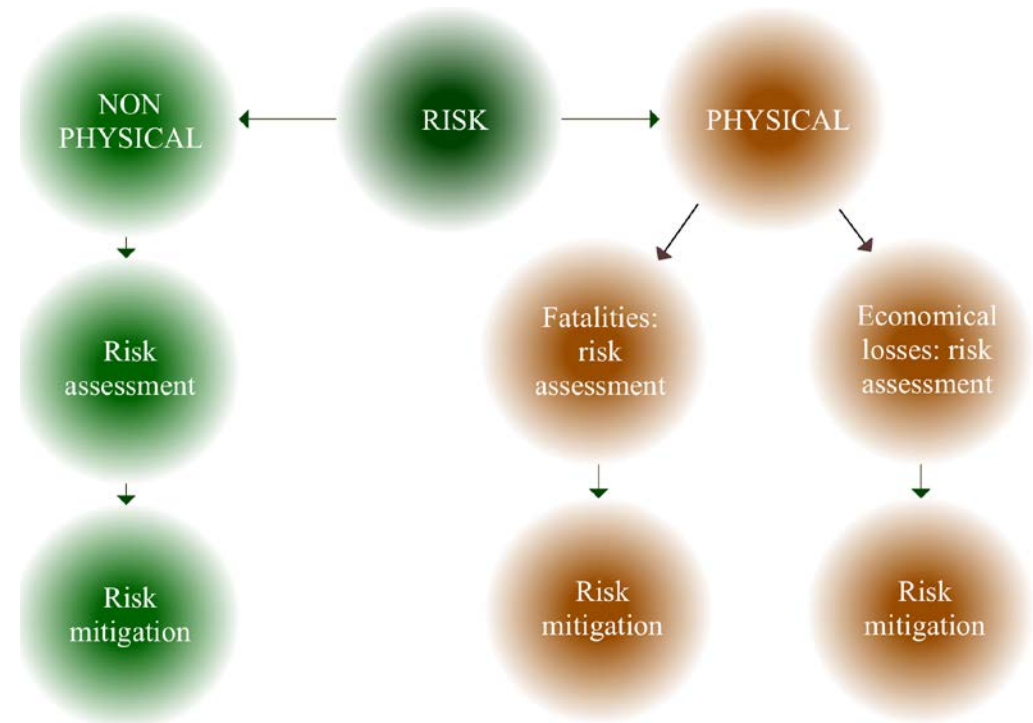 NON
PHYSICAL
RISK
PHYSICAL
Risk
assessment
Fatalities:
risk
assessment
Economical
losses: risk
assessment
Risk
mitigation
Risk
mitigation
Risk
mitigation